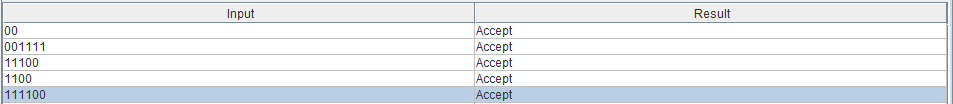 Input Result
00 Accept
001111 Accept
11100 Accept
1100 Accept
111100 Accept